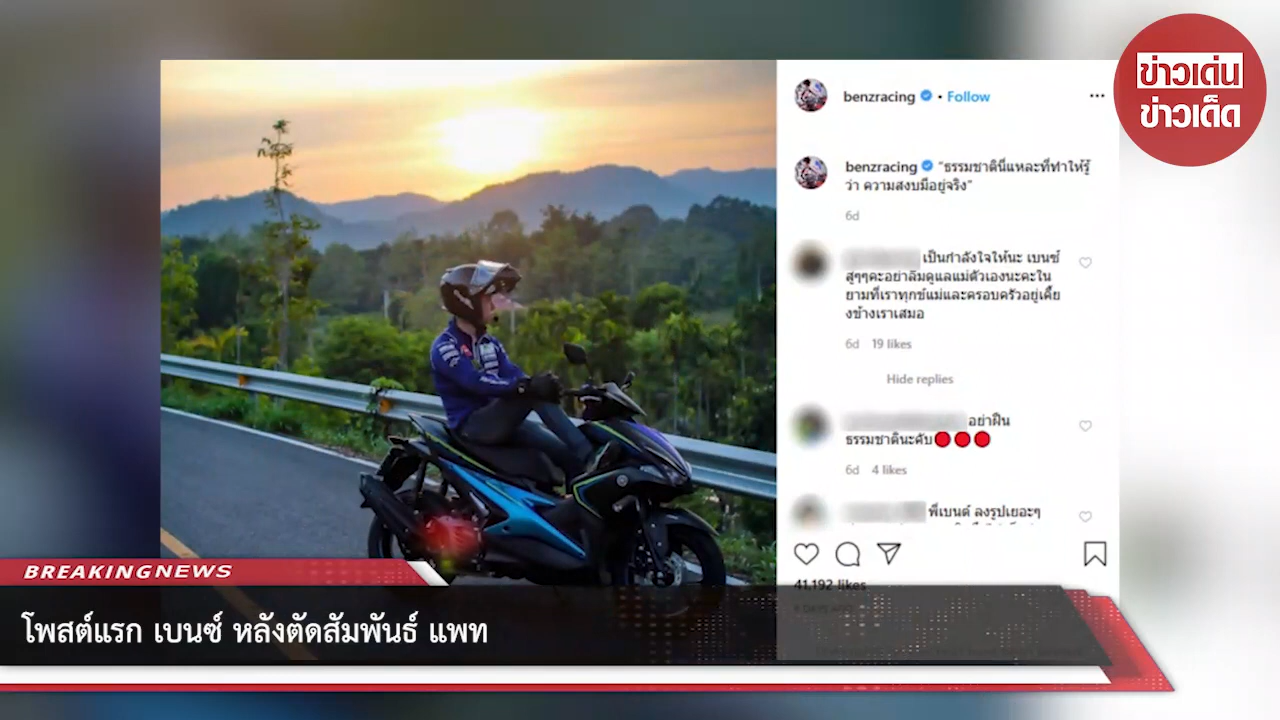 ข่าวเด่น
ข่าวเด็ด
benzracing • Follow
benzracing "ธรรมชาตินี่แหละที่ทำให้รู้
ว่า ความสงบมีอยู่จริง"
6d
เป็นกำลังใจให้นะ เบนซ์
สู่ๆๆคะอย่าลืมดูแลแม่ตัวเองนะคะใน
ยามที่เราทุกข์แม่และครอบครัวอยู่เคี้ย
งข้างเราเสมอ
6d 19 likes
Hide replies
อย่าฝืน
ธรรมชาตินะคับ
6d 4 likes
พี่เบนต์ ลงรูปเยอะๆ
41,192 likes
BREAKING NEWS
โพสต์แรก เบนซ์ หลังตัดสัมพันธ์ แพท